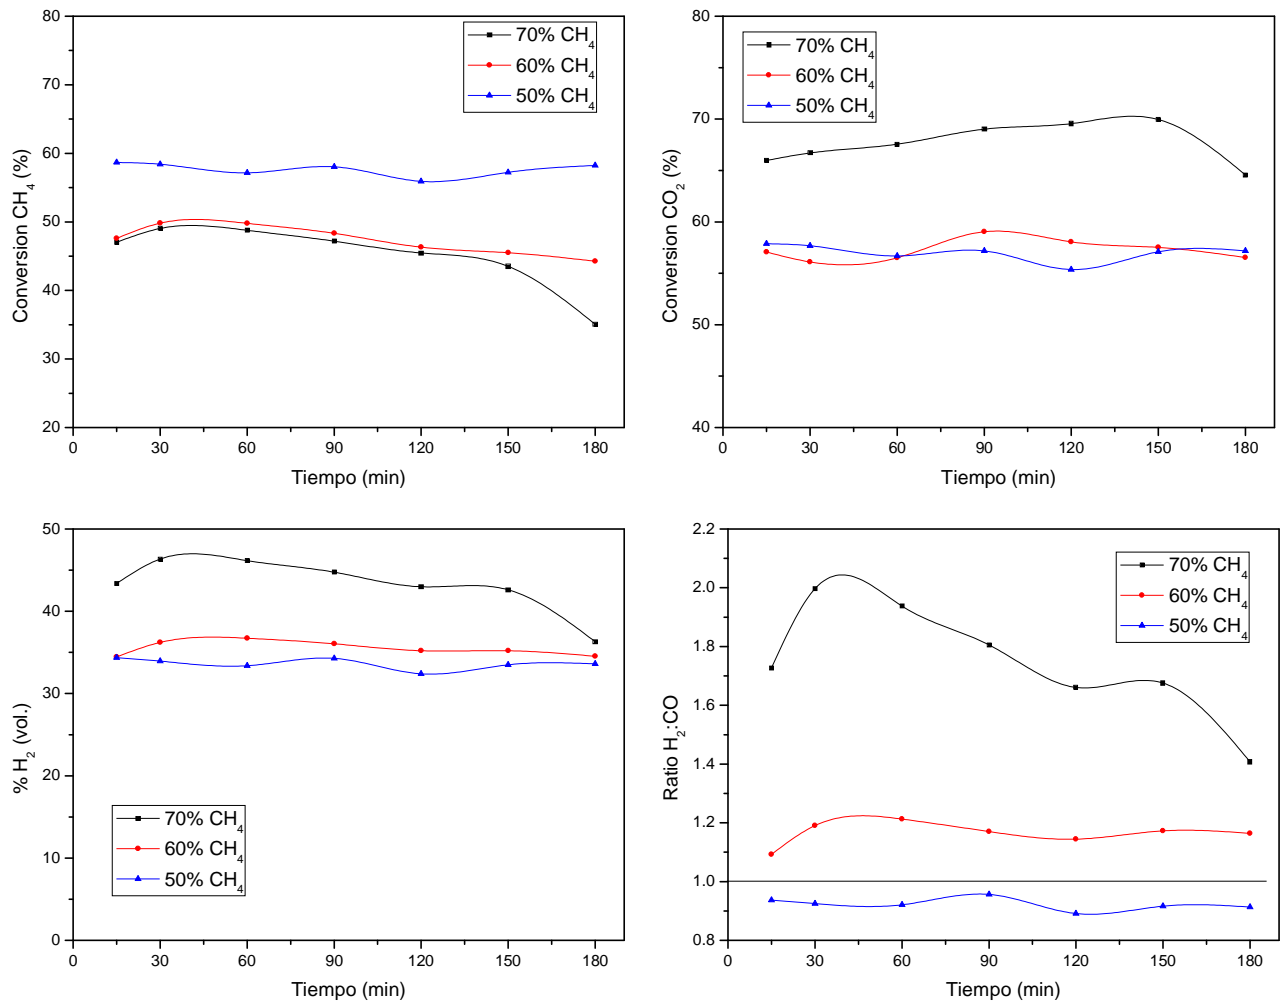 80
70
60
50
40
30
20
0
30
60
90
120
150
180
Conversion CH4 (%)
Tiempo (min)
70% CH4
60% CH4
50% CH4
80
70
60
50
40
0
30
60
90
120
150
180
Conversion CO2 (%)
Tiempo (min)
70% CH4
60% CH4
50% CH4
50
40
30
20
10
0
0
30
60
90
120
150
180
% H2 (vol.)
Tiempo (min)
70% CH4
60% CH4
50% CH4
2.2
2.0
1.8
1.6
1.4
1.2
1.0
0.8
0
30
60
90
120
150
180
Ratio H2:CO
Tiempo (min)
70% CH4
60% CH4
50% CH4